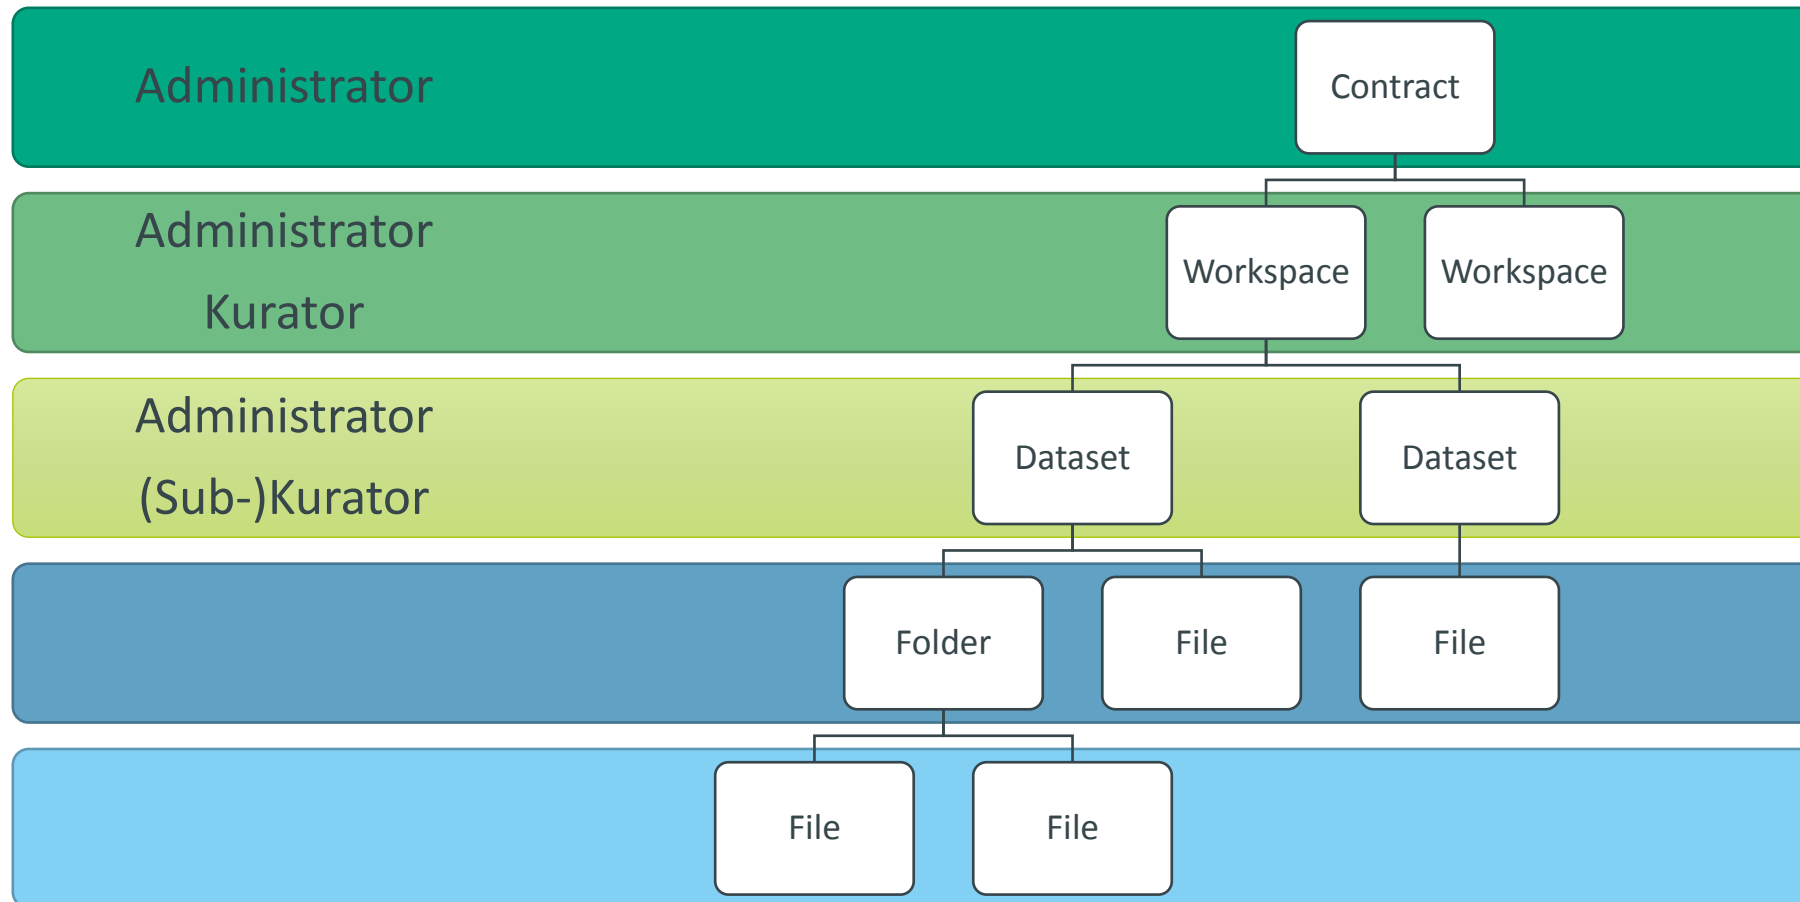 Administrator
Contract
Administrator
Kurator
Workspace
Workspace
Administrator
(Sub-)Kurator
Dataset
Dataset
Folder
File
File
File
File